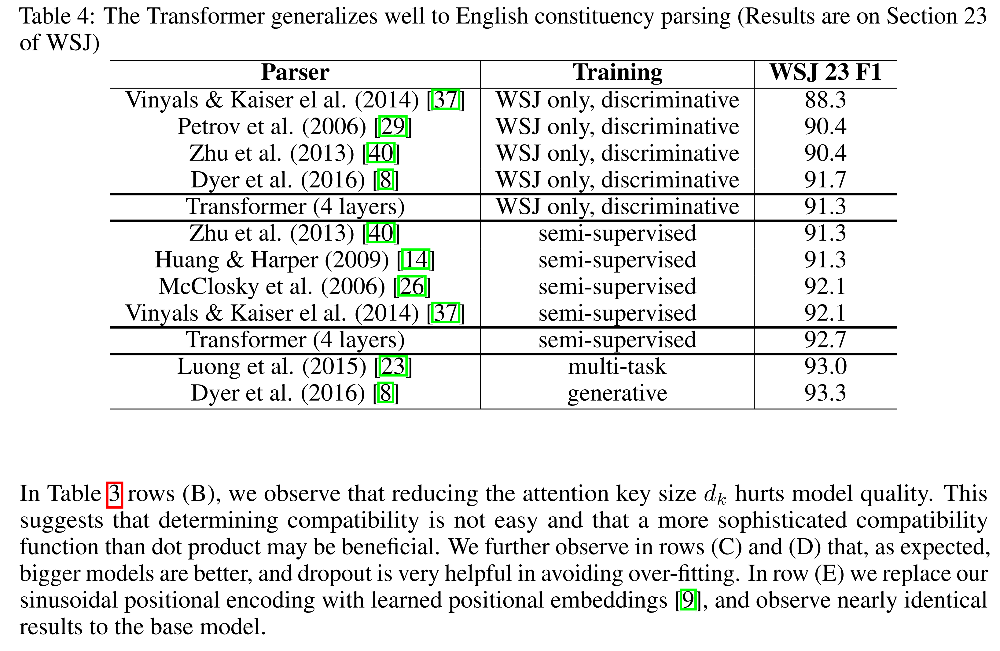 Table 4: The Transformer generalizes well to English constituency parsing (Results are on Section 23
of WSJ)
Parser Training WSJ 23 F1
Vinyals & Kaiser el al. (2014) [37] WSJ only, discriminative 88.3
Petrov et al. (2006) [29] WSJ only, discriminative 90.4
Zhu et al. (2013) [40] WSJ only, discriminative 90.4
Dyer et al. (2016) [8] WSJ only, discriminative 91.7
Transformer (4 layers) WSJ only, discriminative 91.3
Zhu et al. (2013) [40] semi-supervised 91.3
Huang & Harper (2009) [14] semi-supervised 91.3
McClosky et al. (2006) [26] semi-supervised 92.1
Vinyals & Kaiser el al. (2014) [37] semi-supervised 92.1
Transformer (4 layers) semi-supervised 92.7
Luong et al. (2015) [23] multi-task 93.0
Dyer et al. (2016) [8] generative 93.3
In Table 3 rows (B), we observe that reducing the attention key size d_k hurts model quality. This
suggests that determining compatibility is not easy and that a more sophisticated compatibility
function than dot product may be beneficial. We further observe in rows (C) and (D) that, as expected,
bigger models are better, and dropout is very helpful in avoiding over-fitting. In row (E) we replace our
sinusoidal positional encoding with learned positional embeddings [9], and observe nearly identical
results to the base model.